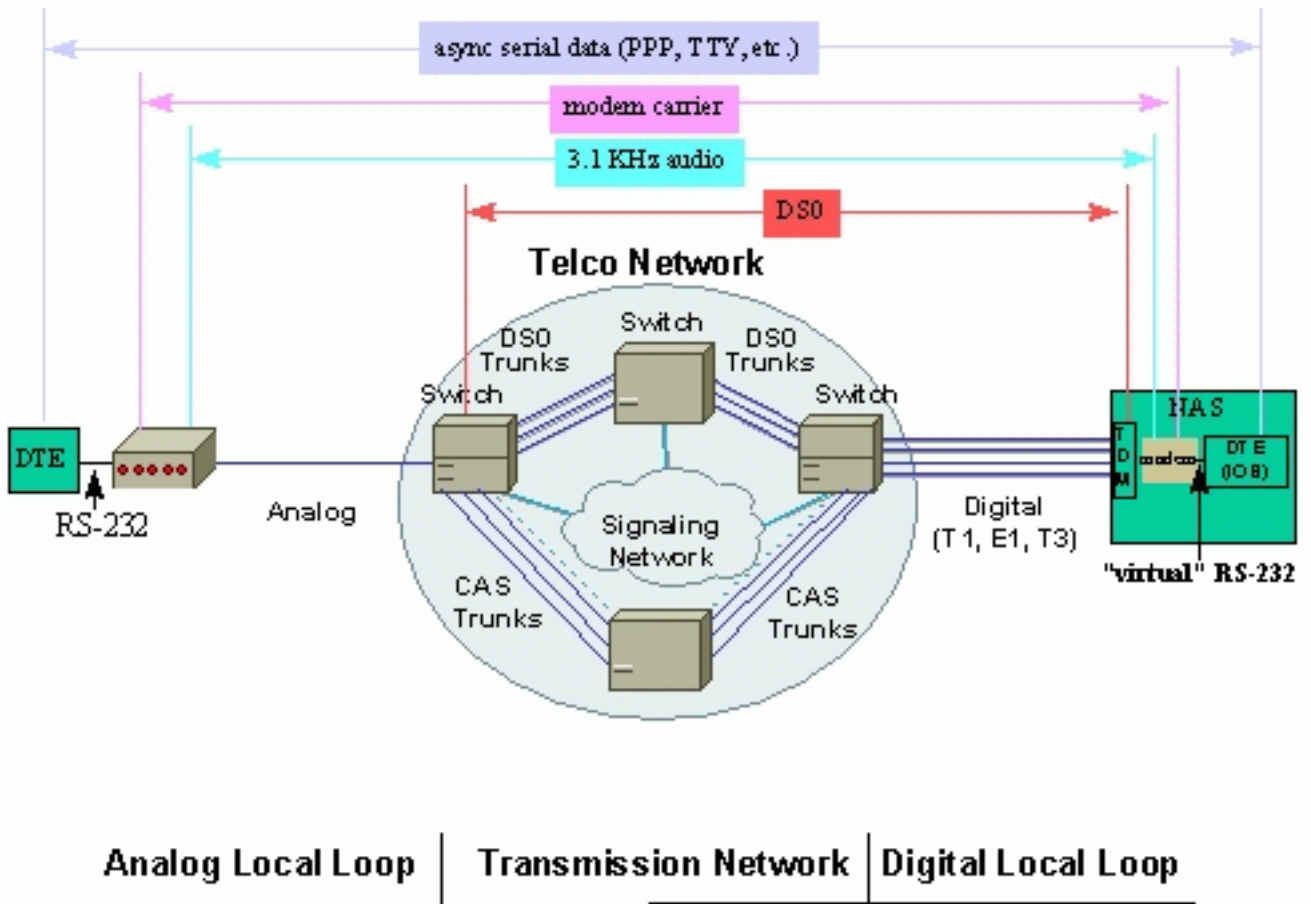 async serial data (PPP, TTY, etc.)
modem carrier
3.1 KHz audio
DS0
Telco Network
DS0
Trunks
Switch
DS0
Trunks
Switch
Switch
NAS
DTE
TDM
modem
DTE
(IOB)
RS-232
Analog
Signaling
Network
Digital
(T1, E1, T3)
"virtual" RS-232
CAS
Trunks
CAS
Trunks
Analog Local Loop
Transmission Network
Digital Local Loop